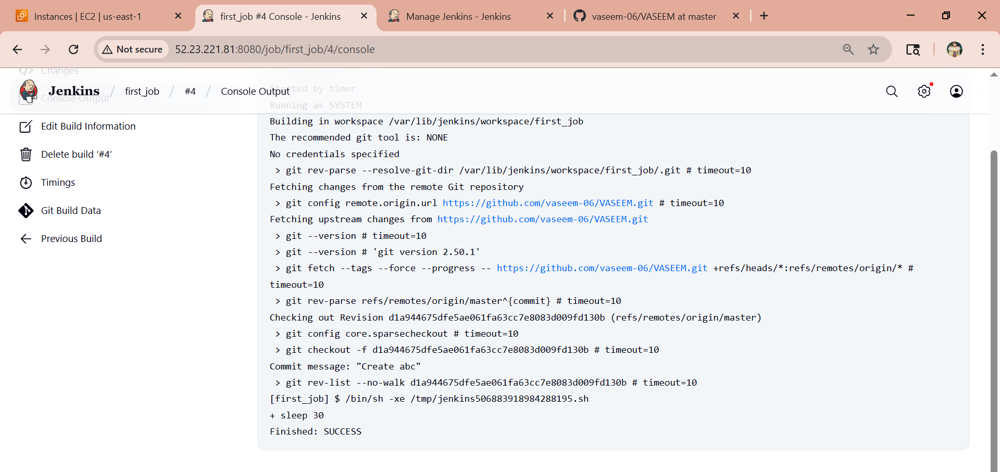 Instances | EC2 | us-east-1
first_job #4 Console - Jenkins
Manage Jenkins - Jenkins
vaseem-06/VASEEM at master
Not secure
52.23.221.81:8080/job/first_job/4/console
Changes
Jenkins / first_job / #4 / Console Output
Console Output
Edit Build Information
Delete build ‘#4’
Timings
Git Build Data
Previous Build
Started by timer
Running as SYSTEM
Building in workspace /var/lib/jenkins/workspace/first_job
The recommended git tool is: NONE
No credentials specified
> git rev-parse --resolve-git-dir /var/lib/jenkins/workspace/first_job/.git # timeout=10
Fetching changes from the remote Git repository
> git config remote.origin.url https://github.com/vaseem-06/VASEEM.git # timeout=10
Fetching upstream changes from https://github.com/vaseem-06/VASEEM.git
> git --version # timeout=10
> git --version # 'git version 2.50.1'
> git fetch --tags --force --progress -- https://github.com/vaseem-06/VASEEM.git +refs/heads/*:refs/remotes/origin/* #
timeout=10
> git rev-parse refs/remotes/origin/master^{commit} # timeout=10
Checking out Revision d1a944675dfe5ae061fa63cc7e8083d009fd130b (refs/remotes/origin/master)
> git config core.sparsecheckout # timeout=10
> git checkout -f d1a944675dfe5ae061fa63cc7e8083d009fd130b # timeout=10
Commit message: "Create abc"
> git rev-list --no-walk d1a944675dfe5ae061fa63cc7e8083d009fd130b # timeout=10
[first_job] $ /bin/sh -xe /tmp/jenkins506883918984288195.sh
+ sleep 30
Finished: SUCCESS